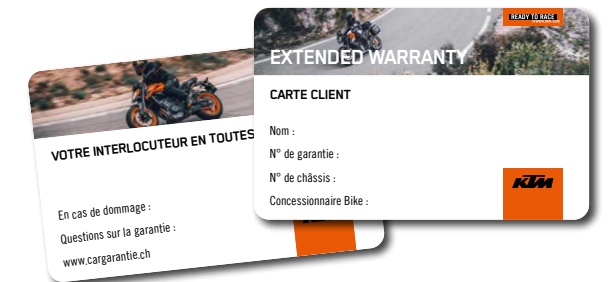 READY TO RACE
EXTENDED WARRANTY
CARTE CLIENT
Nom :
N° de garantie :
N° de châssis :
Concessionnaire Bike :
KTM
VOTRE INTERLOCUTEUR EN TOUTES
En cas de dommage :
Questions sur la garantie :
www.cargarantie.ch